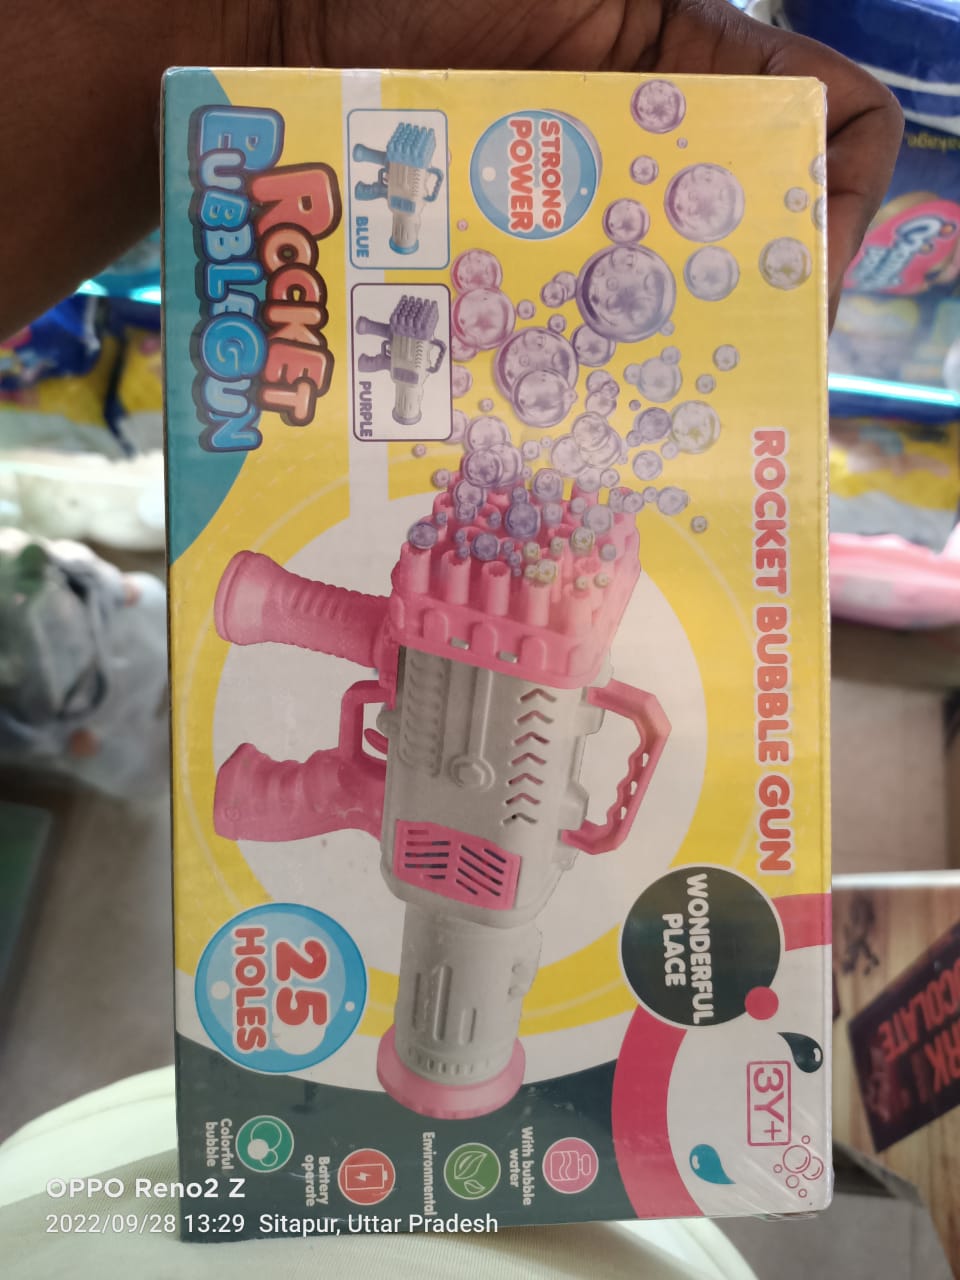 ROCKET
BUBBLE GUN
STRONG
POWER
BLUE
PURPLE
ROCKET BUBBLE GUN
WONDERFUL
PLACE
25
HOLES
3Y+
With bubble
water
Environmental
Battery
operate
Colorful
bubble
OPPO Reno2 Z
2022/09/28 13:29 Sitapur, Uttar Pradesh